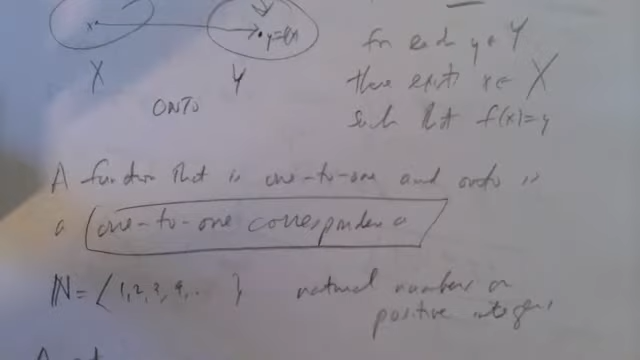 x
y=f(x)
X
Y
ONTO
For each y ∈ Y
there exists x ∈ X
such that f(x)=y
A function that is one-to-one and onto is
a one-to-one correspondence
ℕ = {1,2,3,4,...}
natural numbers or
positive integers